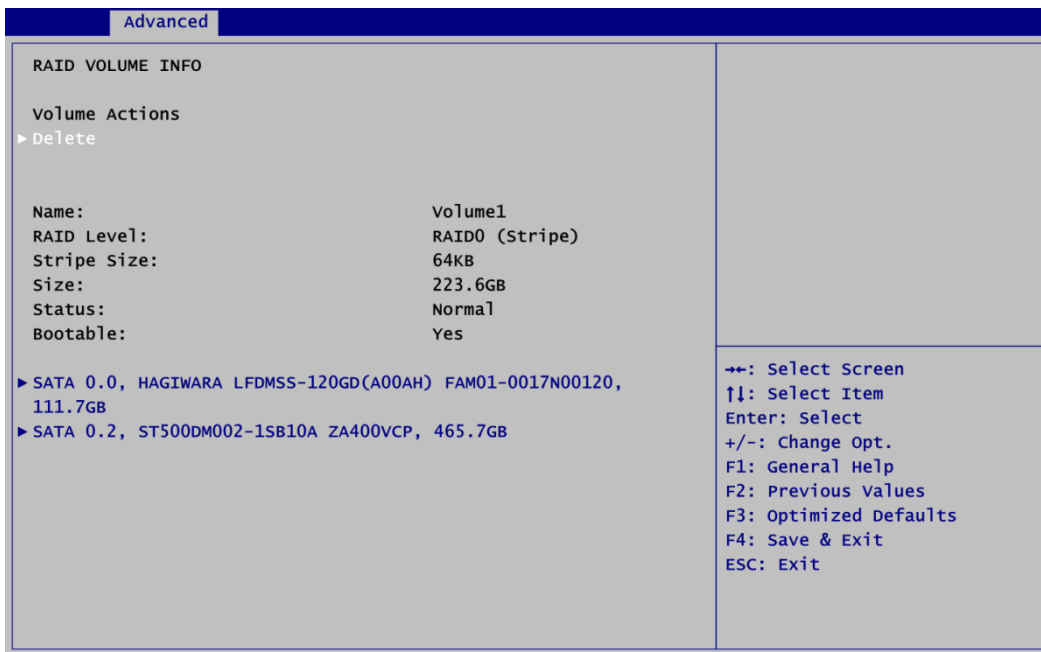 Advanced
RAID VOLUME INFO
Volume Actions
▶ Delete
Name: Volume1
RAID Level: RAID0 (Stripe)
Stripe Size: 64KB
Size: 223.6GB
Status: Normal
Bootable: Yes
▶ SATA 0.0, HAGIWARA LFDMSS-120GD(A00AH) FAM01-0017N00120,
111.7GB
▶ SATA 0.2, ST500DM002-1SB10A ZA400VCP, 465.7GB
→←: Select Screen
↑↓: Select Item
Enter: Select
+/-: Change Opt.
F1: General Help
F2: Previous Values
F3: Optimized Defaults
F4: Save & Exit
ESC: Exit